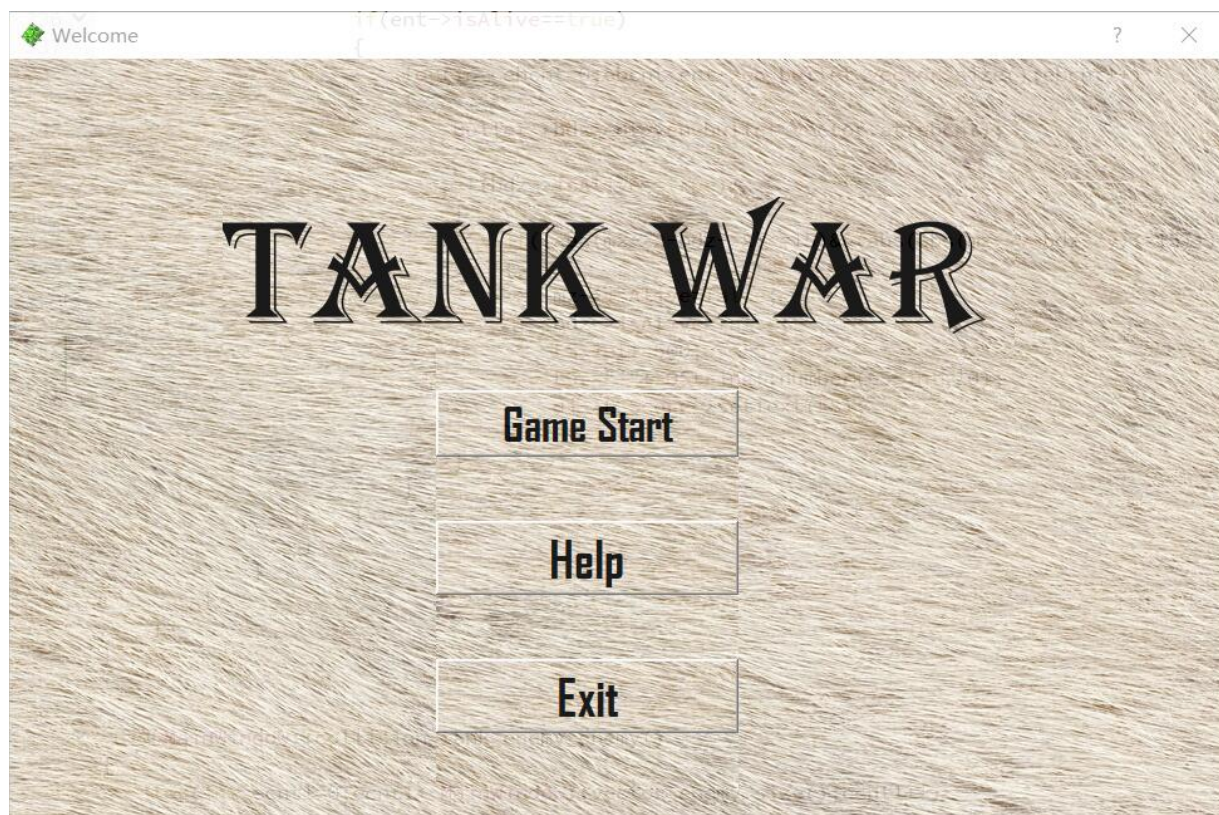 if(ent->isAlive==true)
Welcome
{
TANK WAR
Game Start
Help
Exit